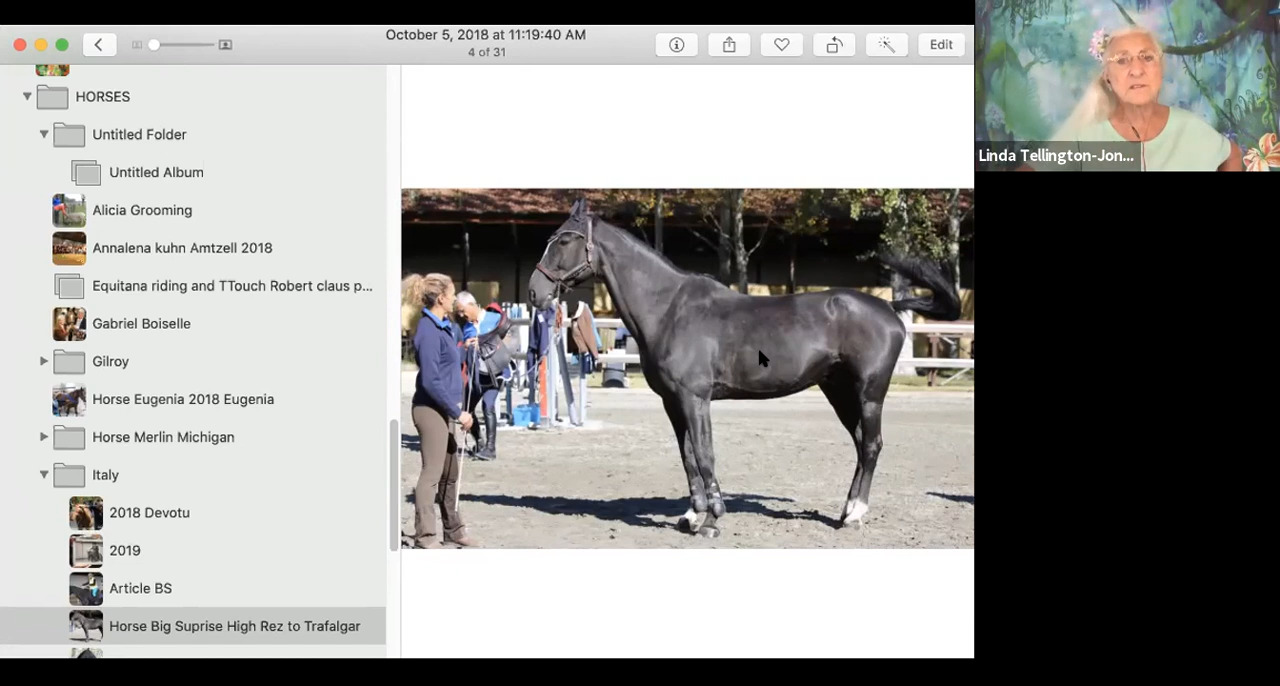 October 5, 2018 at 11:19:40 AM
4 of 31
Edit
HORSES
Untitled Folder
Untitled Album
Alicia Grooming
Annalena kuhn Amtzell 2018
Equitana riding and TTouch Robert claus p...
Gabriel Boiselle
Gilroy
Horse Eugenia 2018 Eugenia
Horse Merlin Michigan
Italy
2018 Devotu
2019
Article BS
Horse Big Suprise High Rez to Trafalgar
Linda Tellington-Jon...